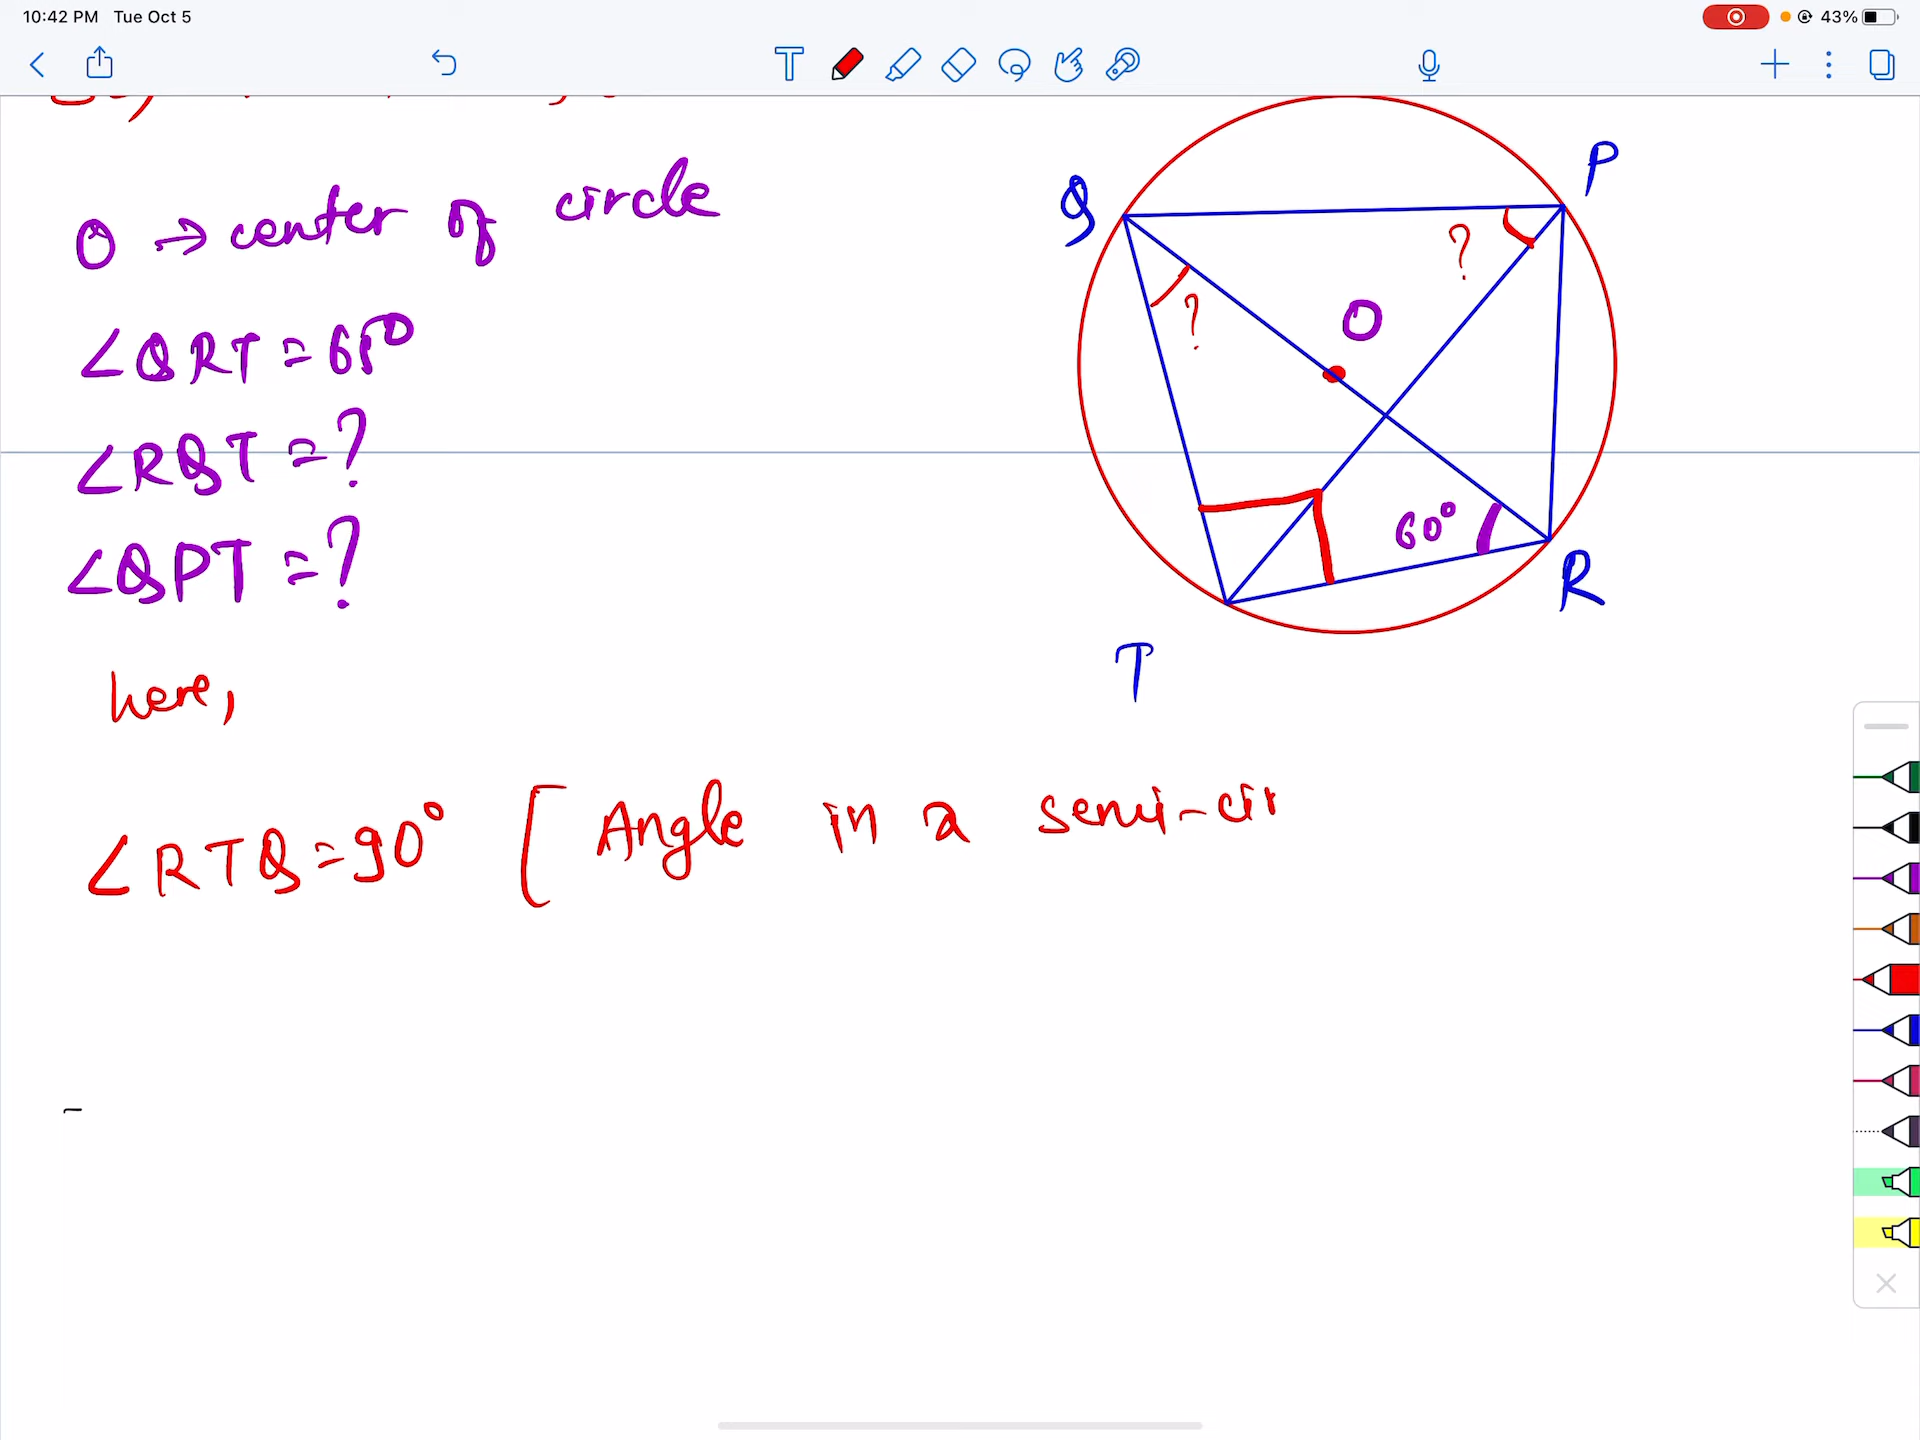 10:42 PM Tue Oct 5
43%
T
O → center of circle
∠QRT = 60°
∠RQT = ?
∠QPT = ?
here,
∠RTQ = 90° [ Angle in a semi-cir
Q
P
?
?
O
60°
R
T